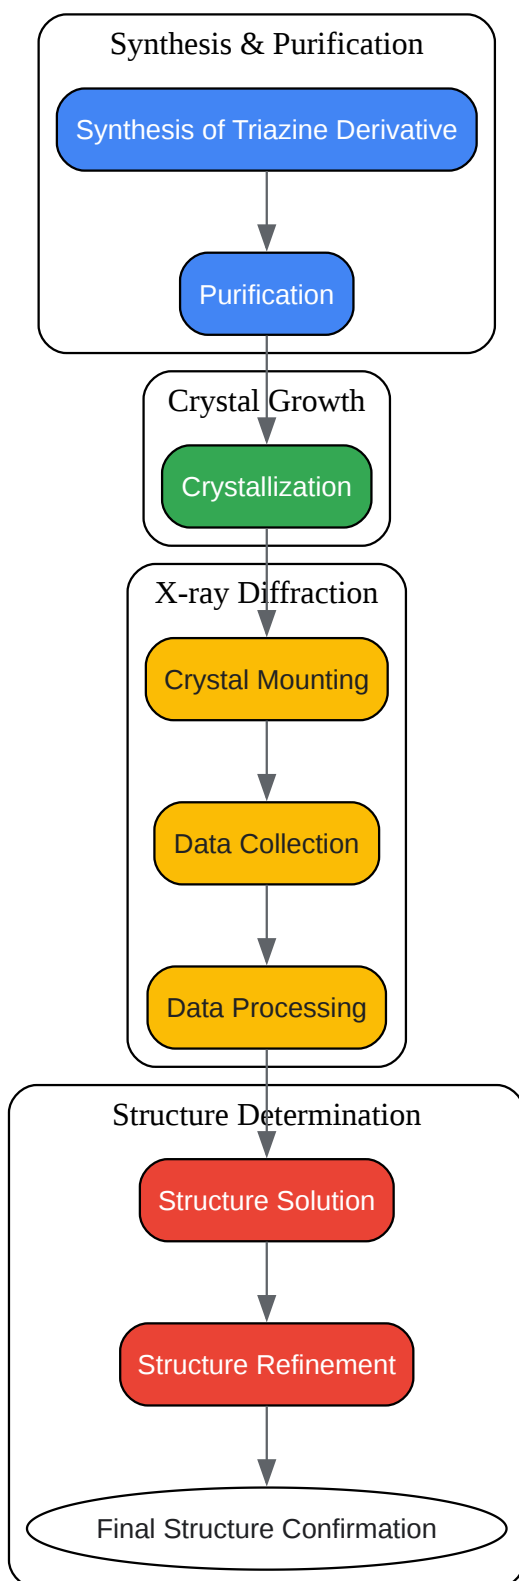 Synthesis & Purification
Synthesis of Triazine Derivative
Purification
Crystal Growth
Crystallization
X-ray Diffraction
Crystal Mounting
Data Collection
Data Processing
Structure Determination
Structure Solution
Structure Refinement
Final Structure Confirmation